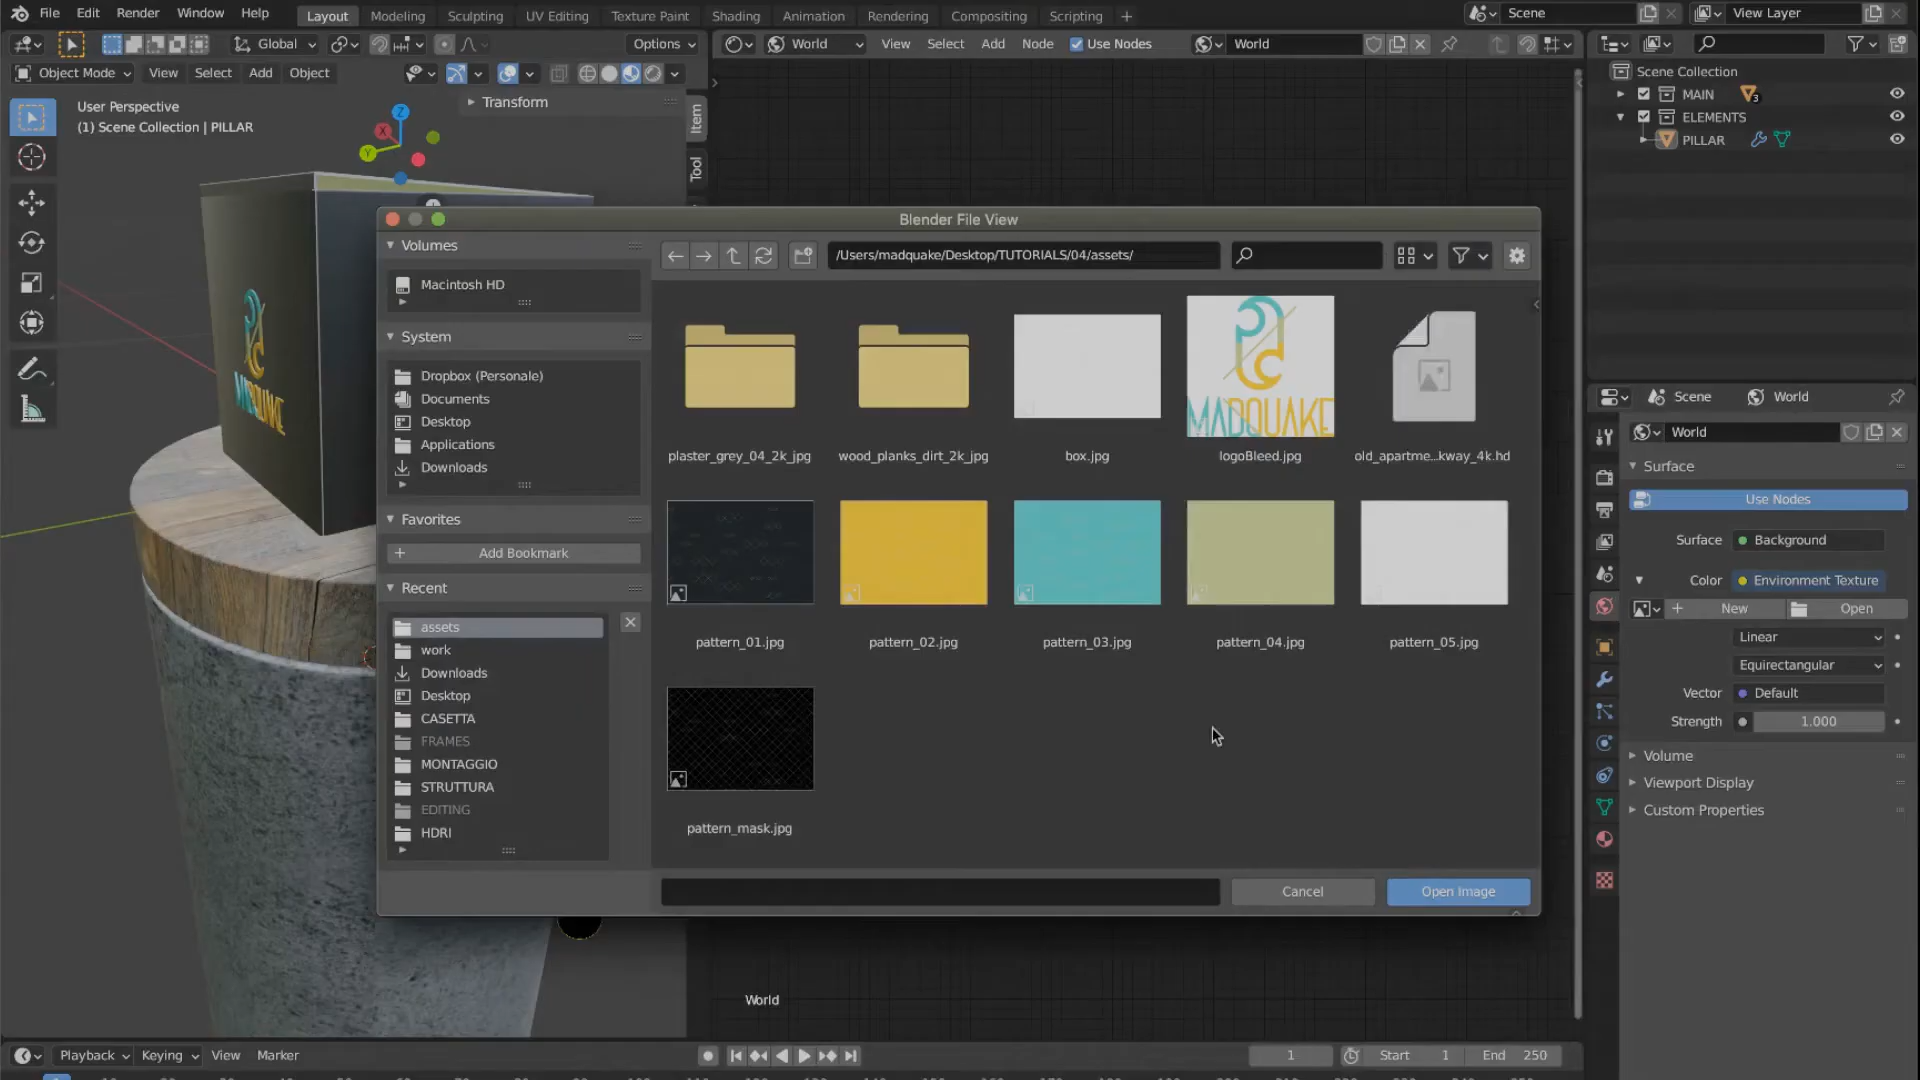 File Edit Render Window Help Layout Modeling Sculpting UV Editing Texture Paint Shading Animation Rendering Compositing Scripting + Scene View Layer
Global Options World View Select Add Node Use Nodes World
Object Mode View Select Add Object
User Perspective
(1) Scene Collection | PILLAR
Transform
Item
Tool
X
Y
Z
MADQUAKE
Scene Collection
MAIN 3
ELEMENTS
PILLAR
Blender File View
Volumes
Macintosh HD
System
Dropbox (Personale)
Documents
Desktop
Applications
Downloads
Favorites
+ Add Bookmark
Recent
assets
work
Downloads
Desktop
CASETTA
FRAMES
MONTAGGIO
STRUTTURA
EDITING
HDRI
/Users/madquake/Desktop/TUTORIALS/04/assets/
MADQUAKE
plaster_grey_04_2k_jpg wood_planks_dirt_2k_jpg box.jpg logoBleed.jpg old_apartme...kway_4k.hd
pattern_01.jpg pattern_02.jpg pattern_03.jpg pattern_04.jpg pattern_05.jpg
pattern_mask.jpg
Cancel Open Image
World
Scene World
World
Surface
Use Nodes
Surface Background
Color Environment Texture
+ New Open
Linear
Equirectangular
Vector Default
Strength 1.000
Volume
Viewport Display
Custom Properties
Playback Keying View Marker 1 Start 1 End 250